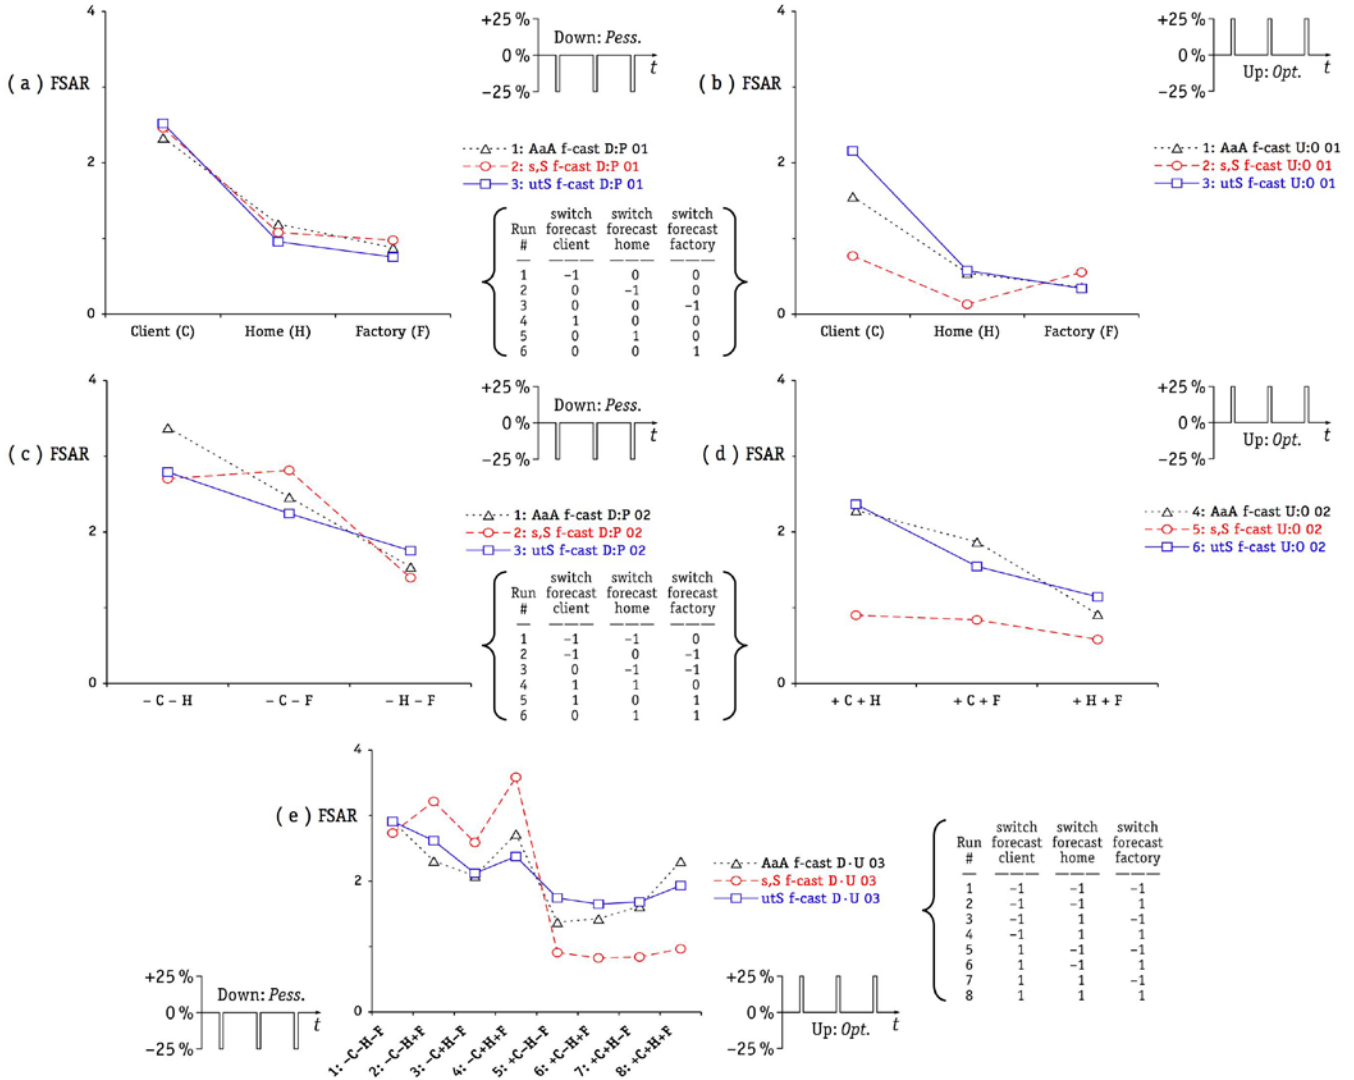 4
+25 %
0 %
−25 %
Down: Pess.
t
( a ) FSAR
2
0
Client (C) Home (H) Factory (F)
1: AaA f-cast D:P 01
2: s,S f-cast D:P 01
3: utS f-cast D:P 01
switch switch switch
Run forecast forecast forecast
# client home factory
1 −1 0 0
2 0 −1 0
3 0 0 −1
4 1 0 0
5 0 1 0
6 0 0 1
4
+25 %
0 %
−25 %
Up: Opt.
t
( b ) FSAR
2
0
Client (C) Home (H) Factory (F)
1: AaA f-cast U:O 01
2: s,S f-cast U:O 01
3: utS f-cast U:O 01
4
+25 %
0 %
−25 %
Down: Pess.
t
( c ) FSAR
2
0
− C − H − C − F − H − F
1: AaA f-cast D:P 02
2: s,S f-cast D:P 02
3: utS f-cast D:P 02
switch switch switch
Run forecast forecast forecast
# client home factory
1 −1 −1 0
2 −1 0 −1
3 0 −1 −1
4 1 1 0
5 1 0 1
6 0 1 1
4
+25 %
0 %
−25 %
Up: Opt.
t
( d ) FSAR
2
0
+ C + H + C + F + H + F
4: AaA f-cast U:O 02
5: s,S f-cast U:O 02
6: utS f-cast U:O 02
4
( e ) FSAR
2
0
1: −C−H−F
2: −C−H+F
3: −C+H−F
4: −C+H+F
5: +C−H−F
6: +C−H+F
7: +C+H−F
8: +C+H+F
AaA f-cast D·U 03
s,S f-cast D·U 03
utS f-cast D·U 03
+25 %
0 %
−25 %
Down: Pess.
t
+25 %
0 %
−25 %
Up: Opt.
t
switch switch switch
Run forecast forecast forecast
# client home factory
1 −1 −1 −1
2 −1 −1 1
3 −1 1 −1
4 −1 1 1
5 1 −1 −1
6 1 −1 1
7 1 1 −1
8 1 1 1